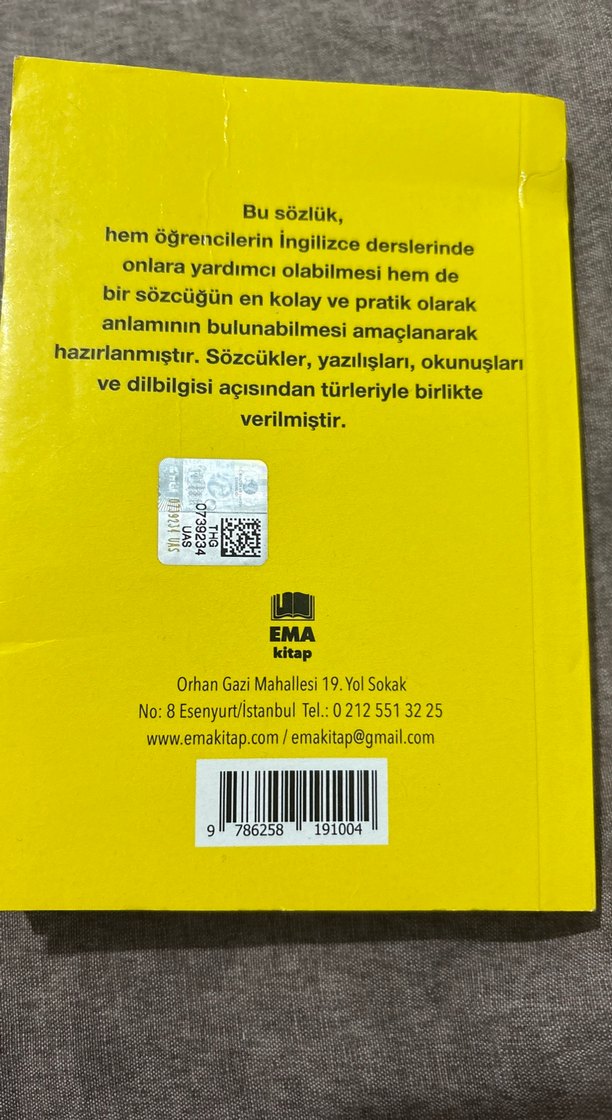 Bu sözlük,
hem öğrencilerin İngilizce derslerinde
onlara yardımcı olabilmesi hem de
bir sözcüğün en kolay ve pratik olarak
anlamının bulunabilmesi amaçlanarak
hazırlanmıştır. Sözcükler, yazılışları, okunuşları
ve dilbilgisi açısından türleriyle birlikte
verilmiştir.
0739234 UAS
0739234
THG
UAS
EMA
kitap
Orhan Gazi Mahallesi 19. Yol Sokak
No: 8 Esenyurt/İstanbul Tel.: 0 212 551 32 25
www.emakitap.com / emakitap@gmail.com
9 786258 191004